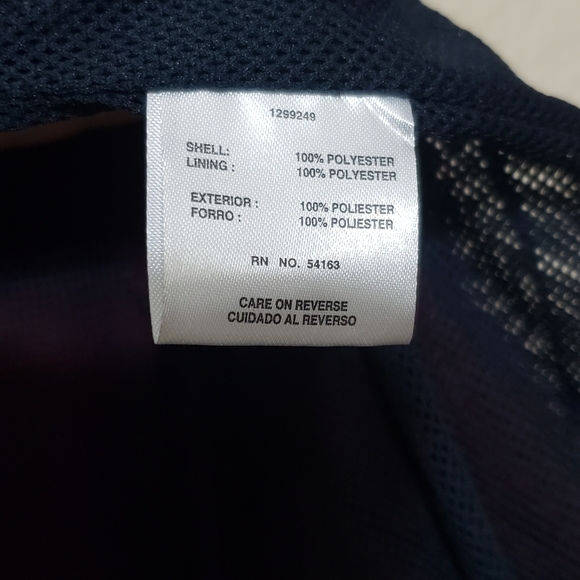 1299249
SHELL: 100% POLYESTER
LINING : 100% POLYESTER
EXTERIOR : 100% POLIESTER
FORRO : 100% POLIESTER
RN NO. 54163
CARE ON REVERSE
CUIDADO AL REVERSO